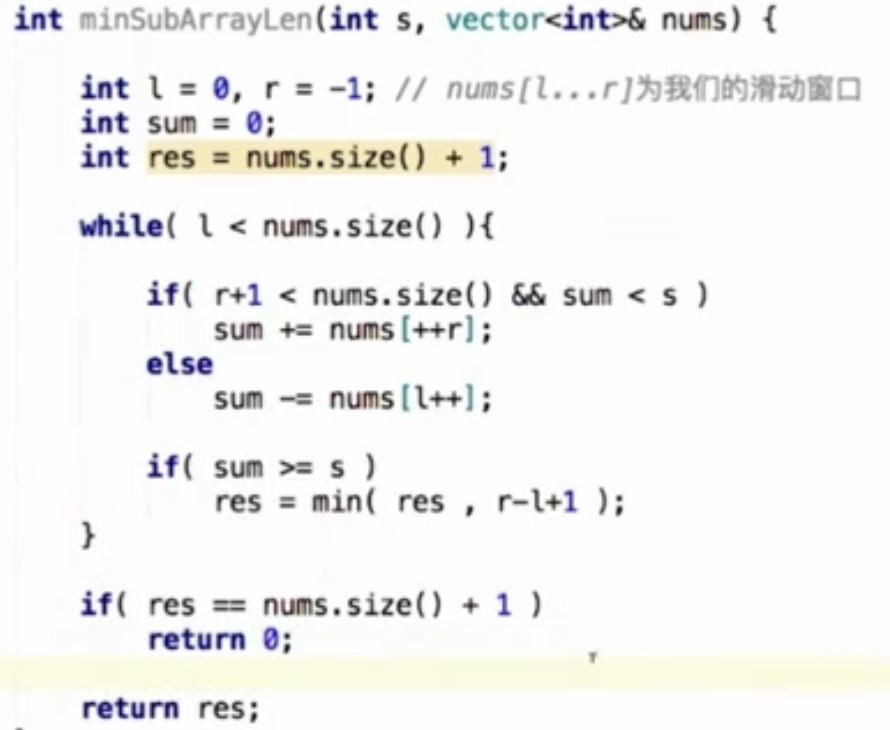 int minSubArrayLen(int s, vector<int>& nums) {
int l = 0, r = -1; // nums[l...r]为我们的滑动窗口
int sum = 0;
int res = nums.size() + 1;
while( l < nums.size() ){
if( r+1 < nums.size() && sum < s )
sum += nums[++r];
else
sum -= nums[l++];
if( sum >= s )
res = min( res , r-l+1 );
}
if( res == nums.size() + 1 )
return 0;
return res;